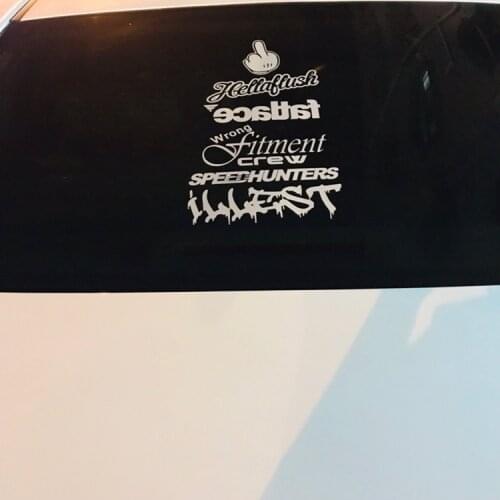 Hellaflush
fatlace
Wrong
Fitment
crew
SPEEDHUNTERS
iLLEST